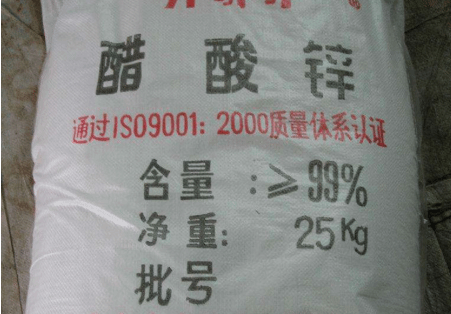 醋酸锌
通过ISO9001:2000质量体系认证
含量:≥99%
净重:25Kg
批号